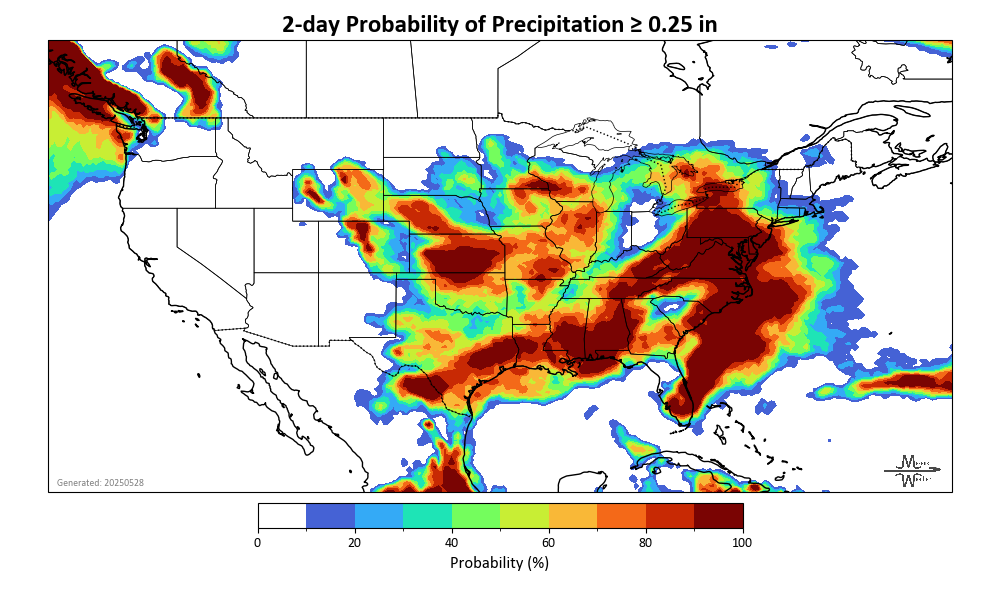 2-day Probability of Precipitation ≥ 0.25 in
Generated: 20250528
0 20 40 60 80 100
Probability (%)